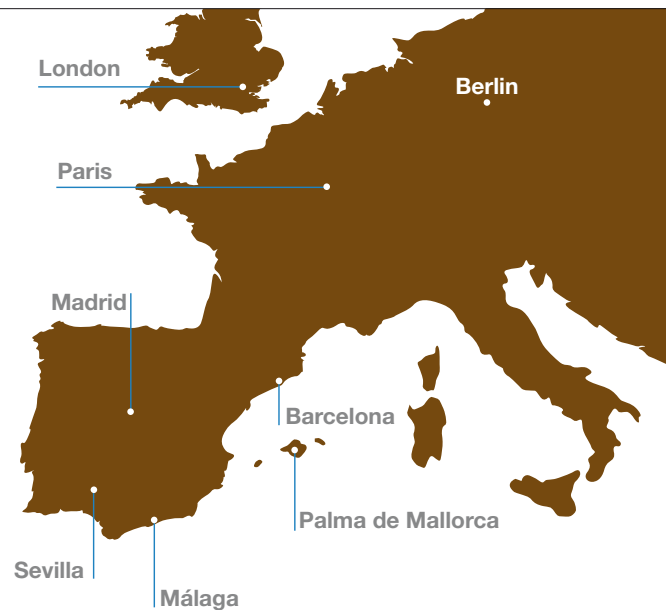 London
Berlin
Paris
Madrid
Barcelona
Palma de Mallorca
Sevilla
Málaga